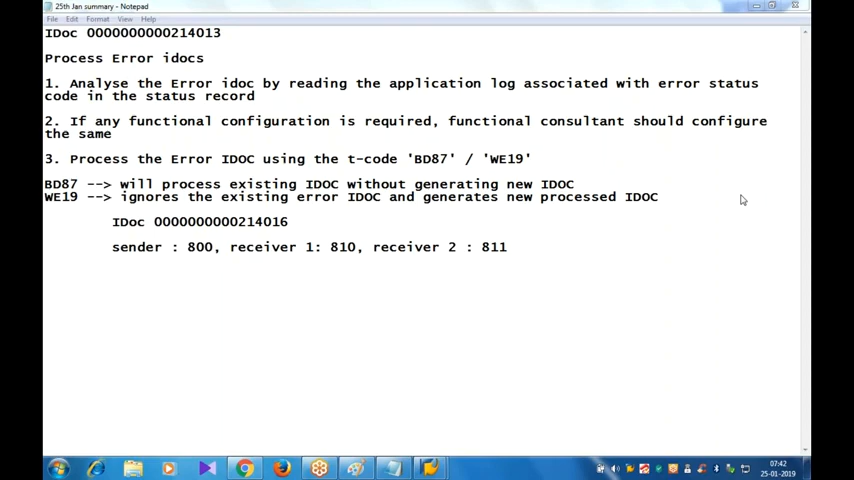 25th Jan summary - Notepad
File Edit Format View Help
IDoc 0000000000214013
Process Error idocs
1. Analyse the Error idoc by reading the application log associated with error status
code in the status record
2. If any functional configuration is required, functional consultant should configure
the same
3. Process the Error IDOC using the t-code 'BD87' / 'WE19'
BD87 --> will process existing IDOC without generating new IDOC
WE19 --> ignores the existing error IDOC and generates new processed IDOC
IDoc 0000000000214016
sender : 800, receiver 1: 810, receiver 2 : 811
07:42
25-01-2019